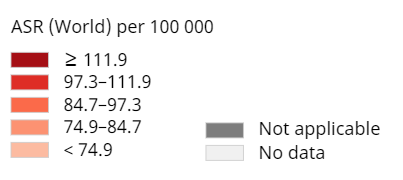 ASR (World) per 100 000
≥ 111.9
97.3–111.9
84.7–97.3
74.9–84.7
< 74.9
Not applicable
No data